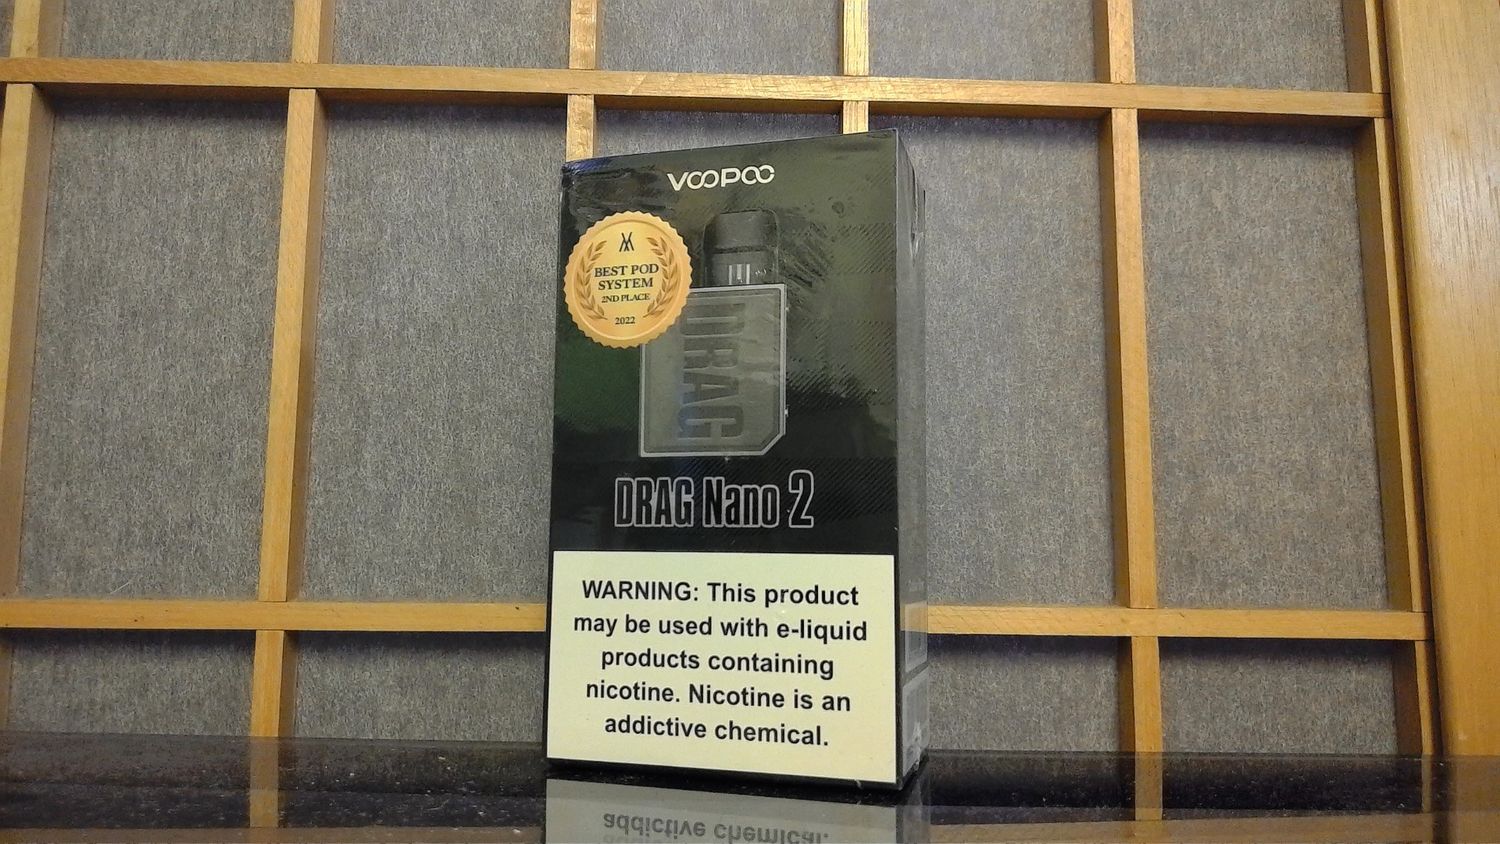 VOOPOO
BEST POD
SYSTEM
2ND PLACE
2022
DRAG
DRAG Nano 2
WARNING: This product
may be used with e-liquid
products containing
nicotine. Nicotine is an
addictive chemical.